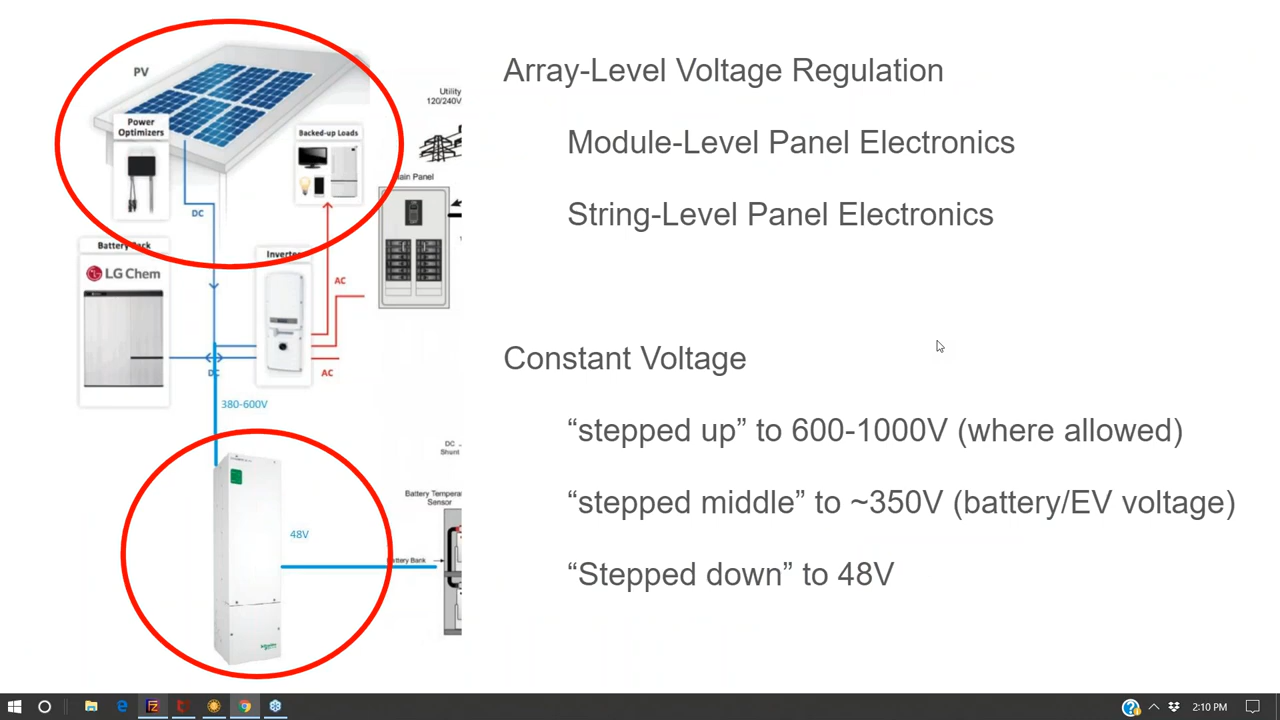 PV
Power
Optimizers
Backed-up Loads
DC
Utility
120/240V
Main Panel
Battery Pack
LG Chem
Inverter
AC
DC
AC
380-600V
48V
DC
Shunt
Battery Tempera
Sensor
Battery Bank
Schneider
Array-Level Voltage Regulation
Module-Level Panel Electronics
String-Level Panel Electronics
Constant Voltage
“stepped up” to 600-1000V (where allowed)
“stepped middle” to ~350V (battery/EV voltage)
“Stepped down” to 48V
2:10 PM